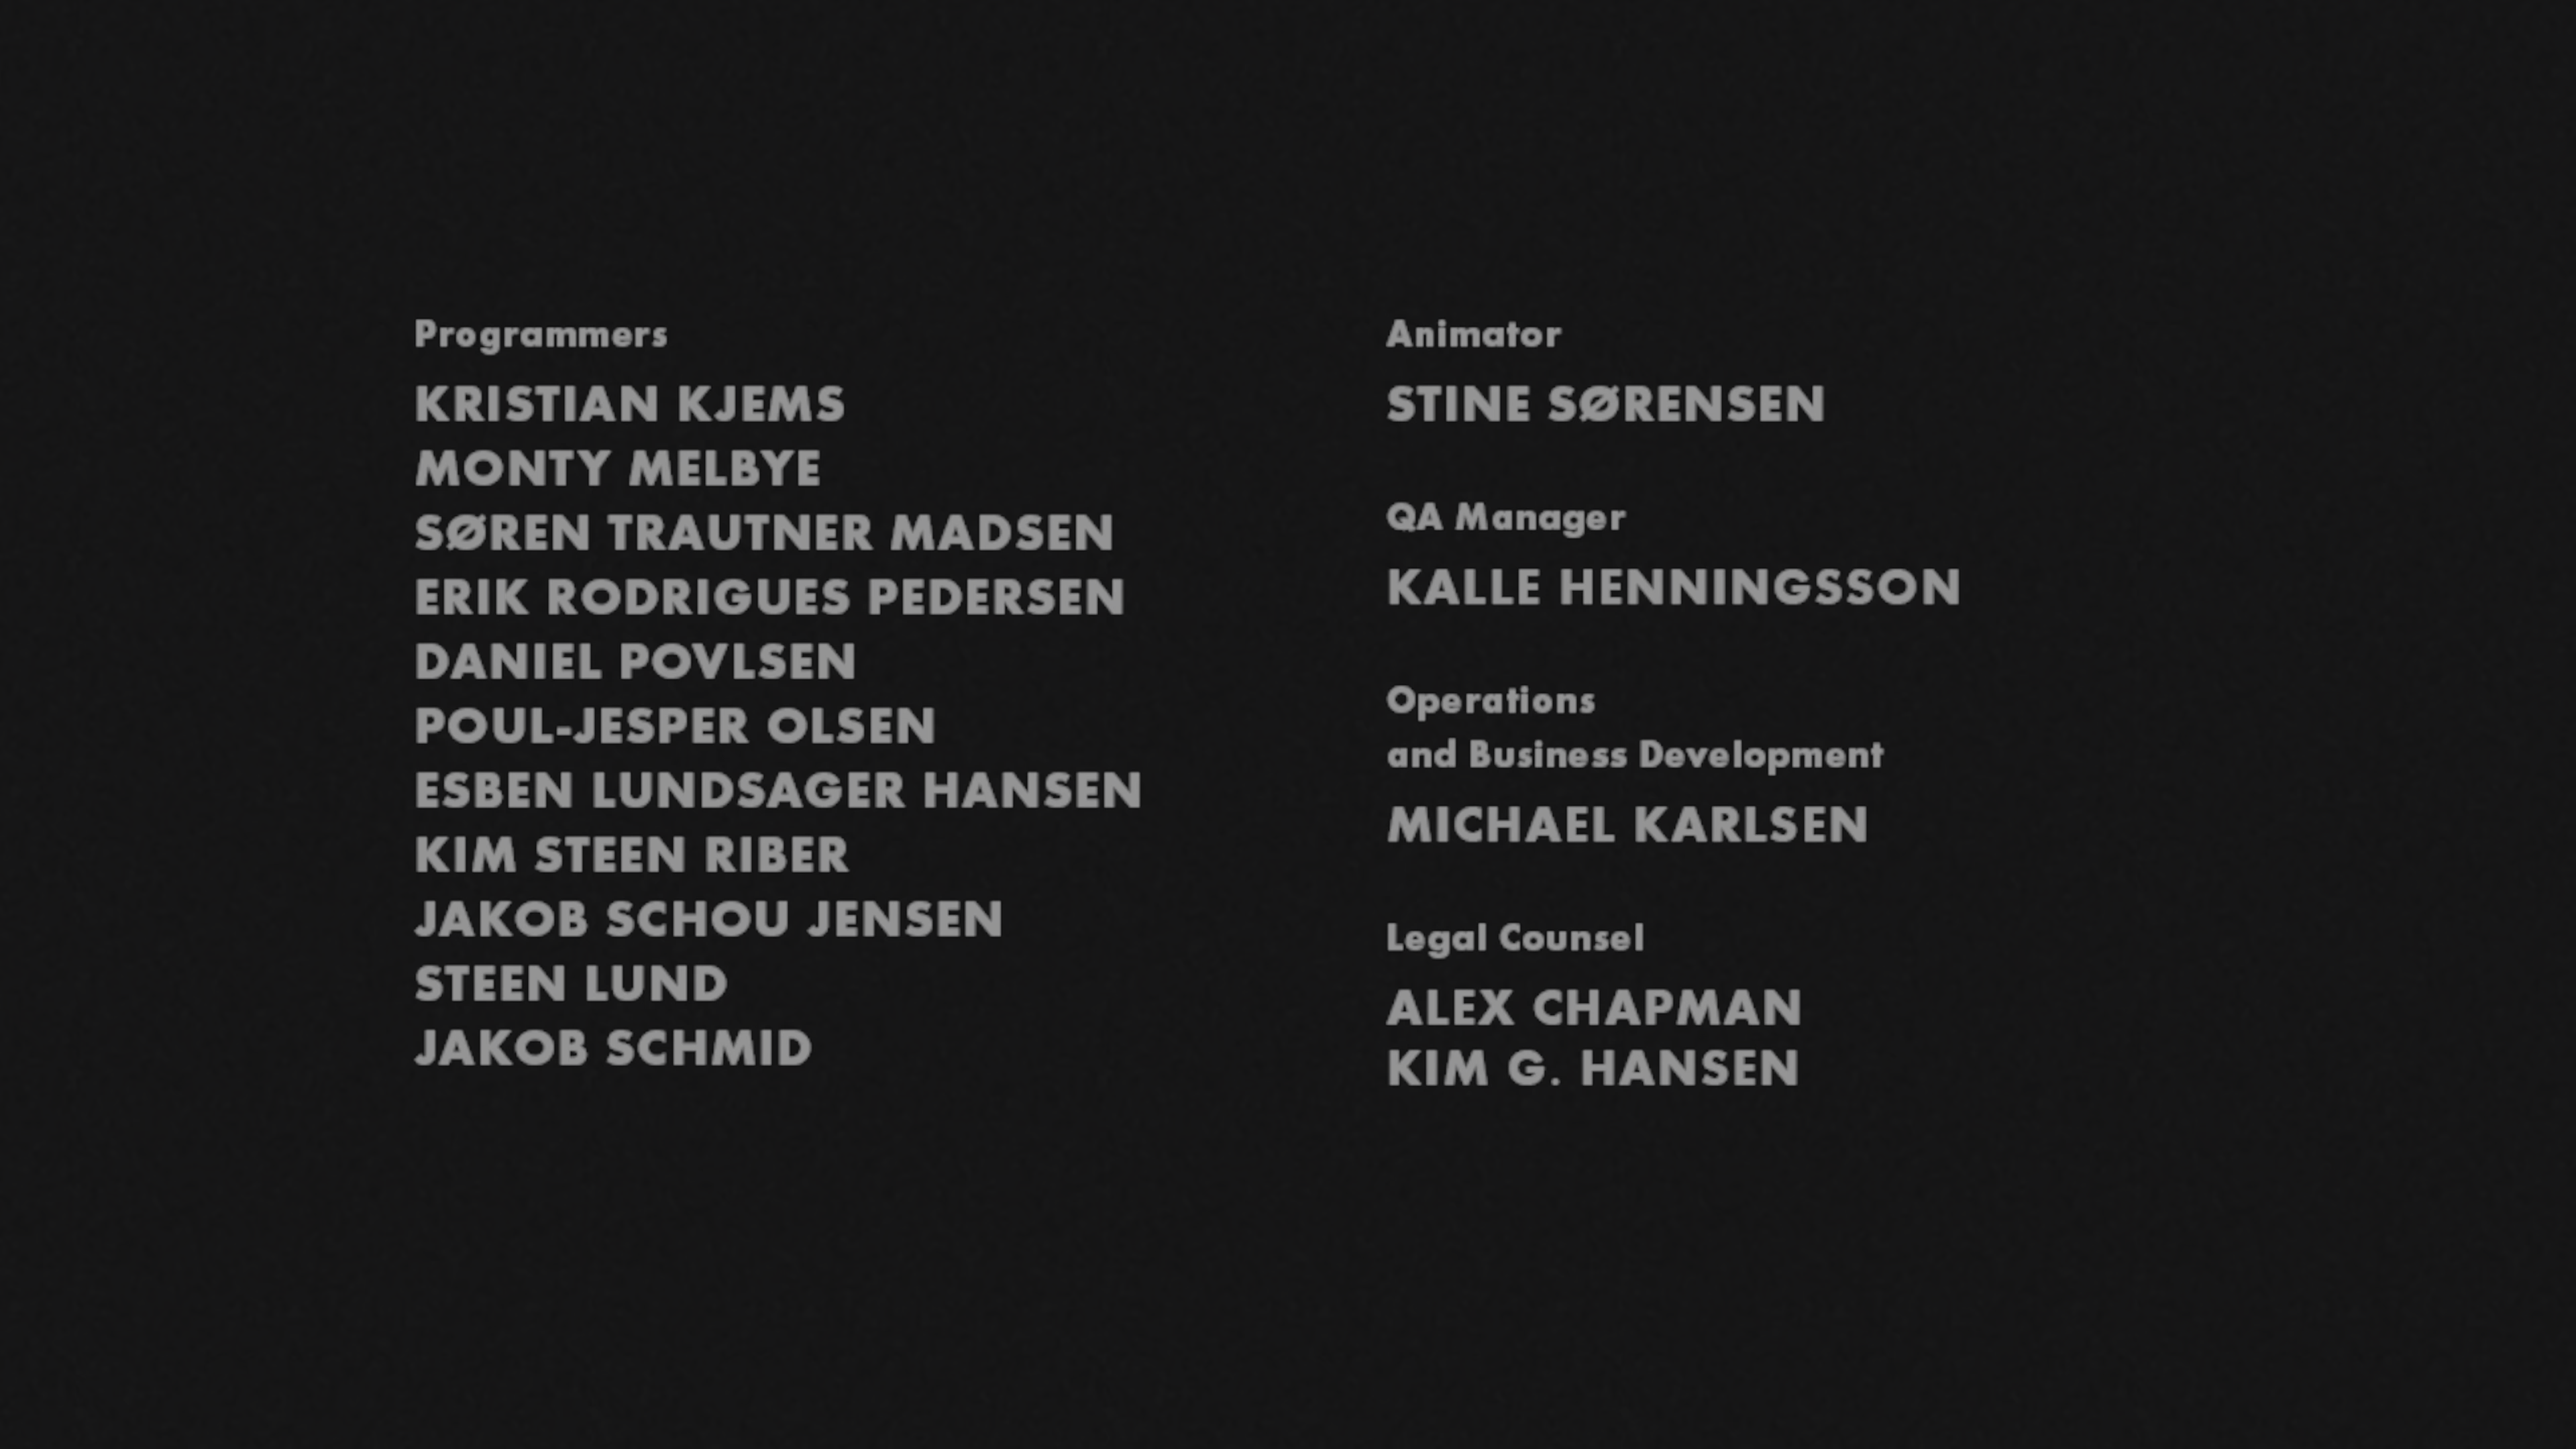 Programmers
KRISTIAN KJEMS
MONTY MELBYE
SØREN TRAUTNER MADSEN
ERIK RODRIGUES PEDERSEN
DANIEL POVLSEN
POUL-JESPER OLSEN
ESBEN LUNDSAGER HANSEN
KIM STEEN RIBER
JAKOB SCHOU JENSEN
STEEN LUND
JAKOB SCHMID
Animator
STINE SØRENSEN
QA Manager
KALLE HENNINGSSON
Operations
and Business Development
MICHAEL KARLSEN
Legal Counsel
ALEX CHAPMAN
KIM G. HANSEN